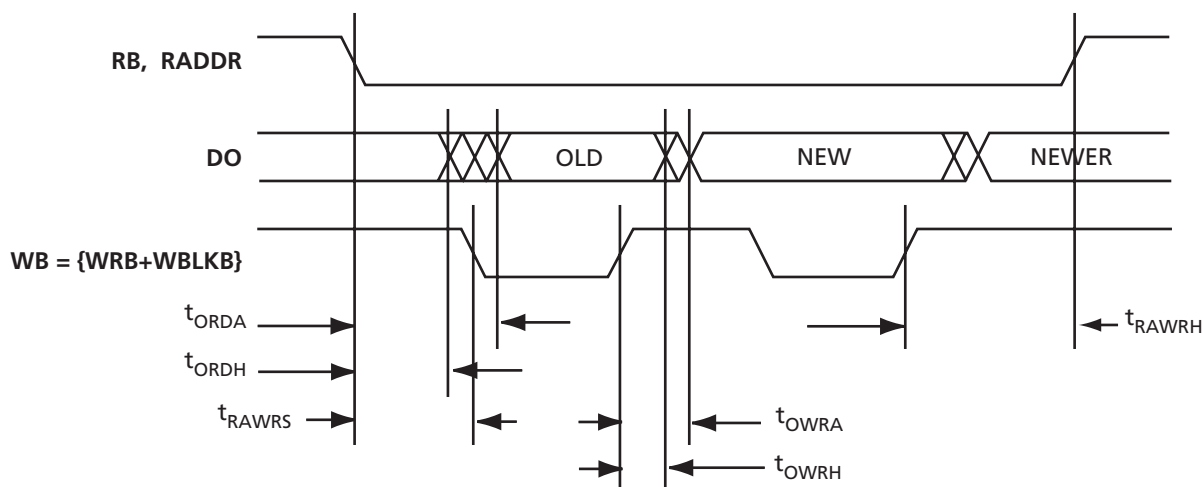 RB, RADDR
DO
OLD
NEW
NEWER
WB = {WRB+WBLKB}
tORDA
tRAWRH
tORDH
tRAWRS
tOWRA
tOWRH